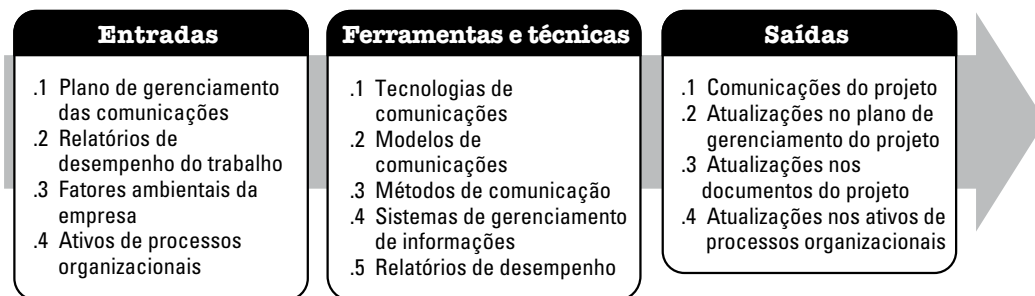 Entradas
.1 Plano de gerenciamento
das comunicações
.2 Relatórios de
desempenho do trabalho
.3 Fatores ambientais da
empresa
.4 Ativos de processos
organizacionais
Ferramentas e técnicas
.1 Tecnologias de
comunicações
.2 Modelos de
comunicações
.3 Métodos de comunicação
.4 Sistemas de gerenciamento
de informações
.5 Relatórios de desempenho
Saídas
.1 Comunicações do projeto
.2 Atualizações no plano de
gerenciamento do projeto
.3 Atualizações nos
documentos do projeto
.4 Atualizações nos ativos de
processos organizacionais